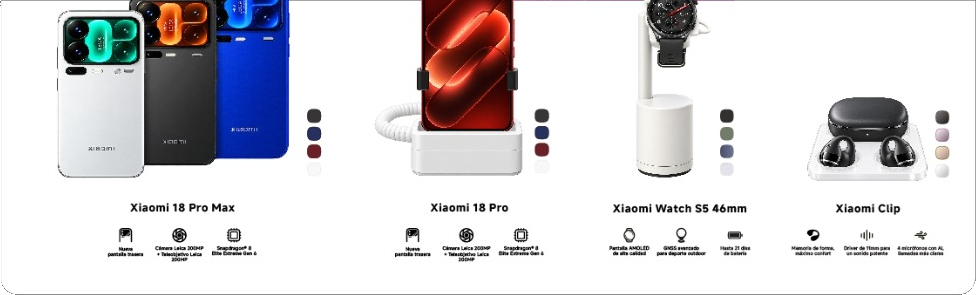 XIAOMI
XIAOMI
XIAOMI
Xiaomi 18 Pro Max
Nueva
pantalla trasera
Cámara Leica 200MP
+ Teleobjetivo Leica
200MP
Snapdragon® 8
Elite Extreme Gen 6
Xiaomi 18 Pro
Nueva
pantalla trasera
Cámara Leica 200MP
+ Teleobjetivo Leica
200MP
Snapdragon® 8
Elite Extreme Gen 6
Xiaomi Watch S5 46mm
Pantalla AMOLED
de alta calidad
GNSS avanzado
para deporte outdoor
Hasta 21 días
de batería
Xiaomi Clip
Memoria de forma,
máximo confort
Driver de 11mm para
un sonido potente
4 micrófonos con AI,
llamadas más claras